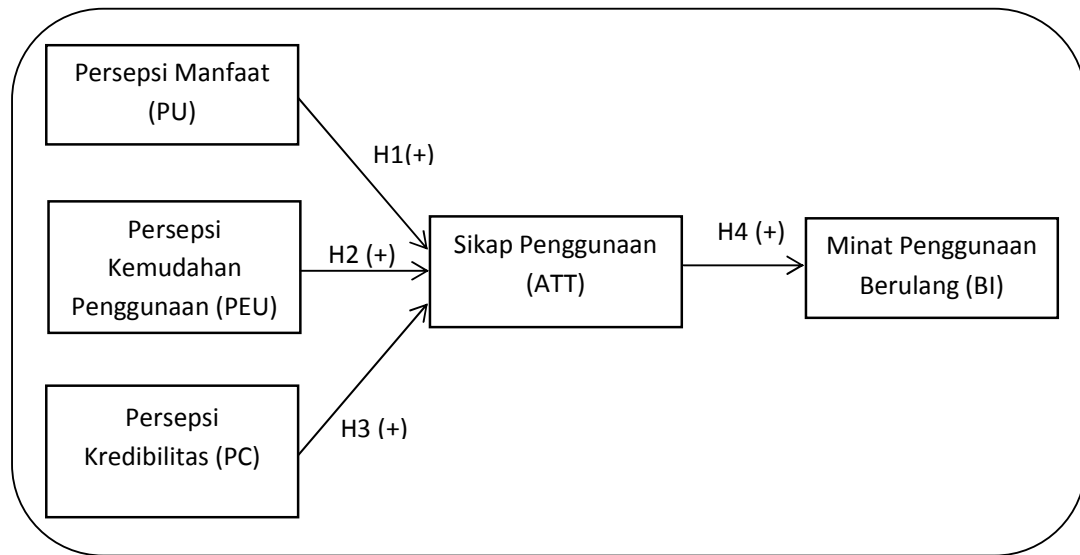 Persepsi Manfaat
(PU)
H1(+)
Persepsi
Kemudahan
Penggunaan (PEU)
H2 (+)
Sikap Penggunaan
(ATT)
H4 (+)
Minat Penggunaan
Berulang (BI)
Persepsi
Kredibilitas (PC)
H3 (+)